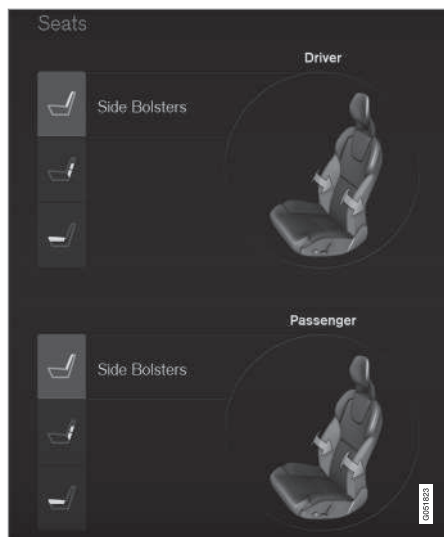 Seats
Driver
Side Bolsters
Passenger
Side Bolsters
G051823